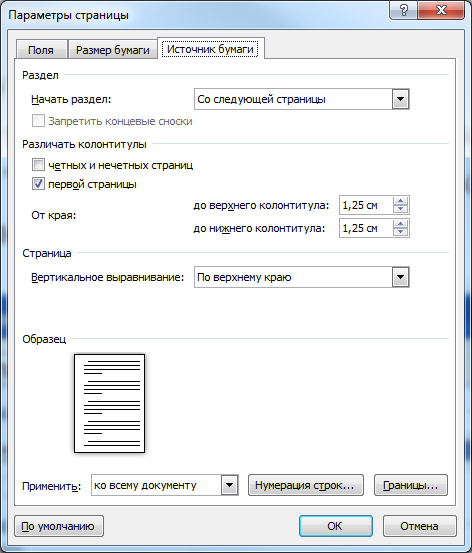 Параметры страницы
Поля Размер бумаги Источник бумаги
Раздел
Начать раздел: Со следующей страницы
Запретить концевые сноски
Различать колонтитулы
четных и нечетных страниц
первой страницы
От края: до верхнего колонтитула: 1,25 см
до нижнего колонтитула: 1,25 см
Страница
Вертикальное выравнивание: По верхнему краю
Образец
Применить: ко всему документу Нумерация строк... Границы...
По умолчанию ОК Отмена